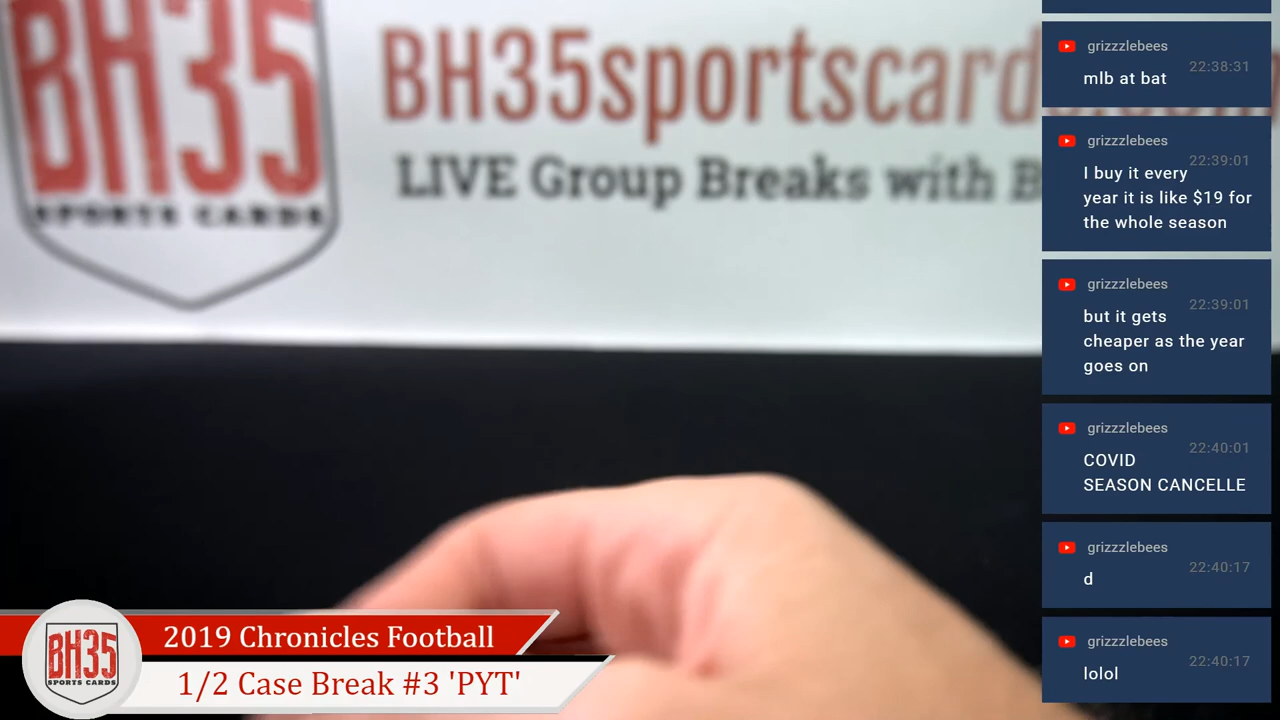 BH35
SPORTS CARDS
BH35sportscards.com
LIVE Group Breaks with B
grizzzlebees
22:38:31
mlb at bat
grizzzlebees
22:39:01
I buy it every
year it is like $19 for
the whole season
grizzzlebees
22:39:01
but it gets
cheaper as the year
goes on
grizzzlebees
22:40:01
COVID
SEASON CANCELLE
grizzzlebees
22:40:17
d
grizzzlebees
22:40:17
lolol
2019 Chronicles Football
1/2 Case Break #3 'PYT'
BH35
SPORTS CARDS